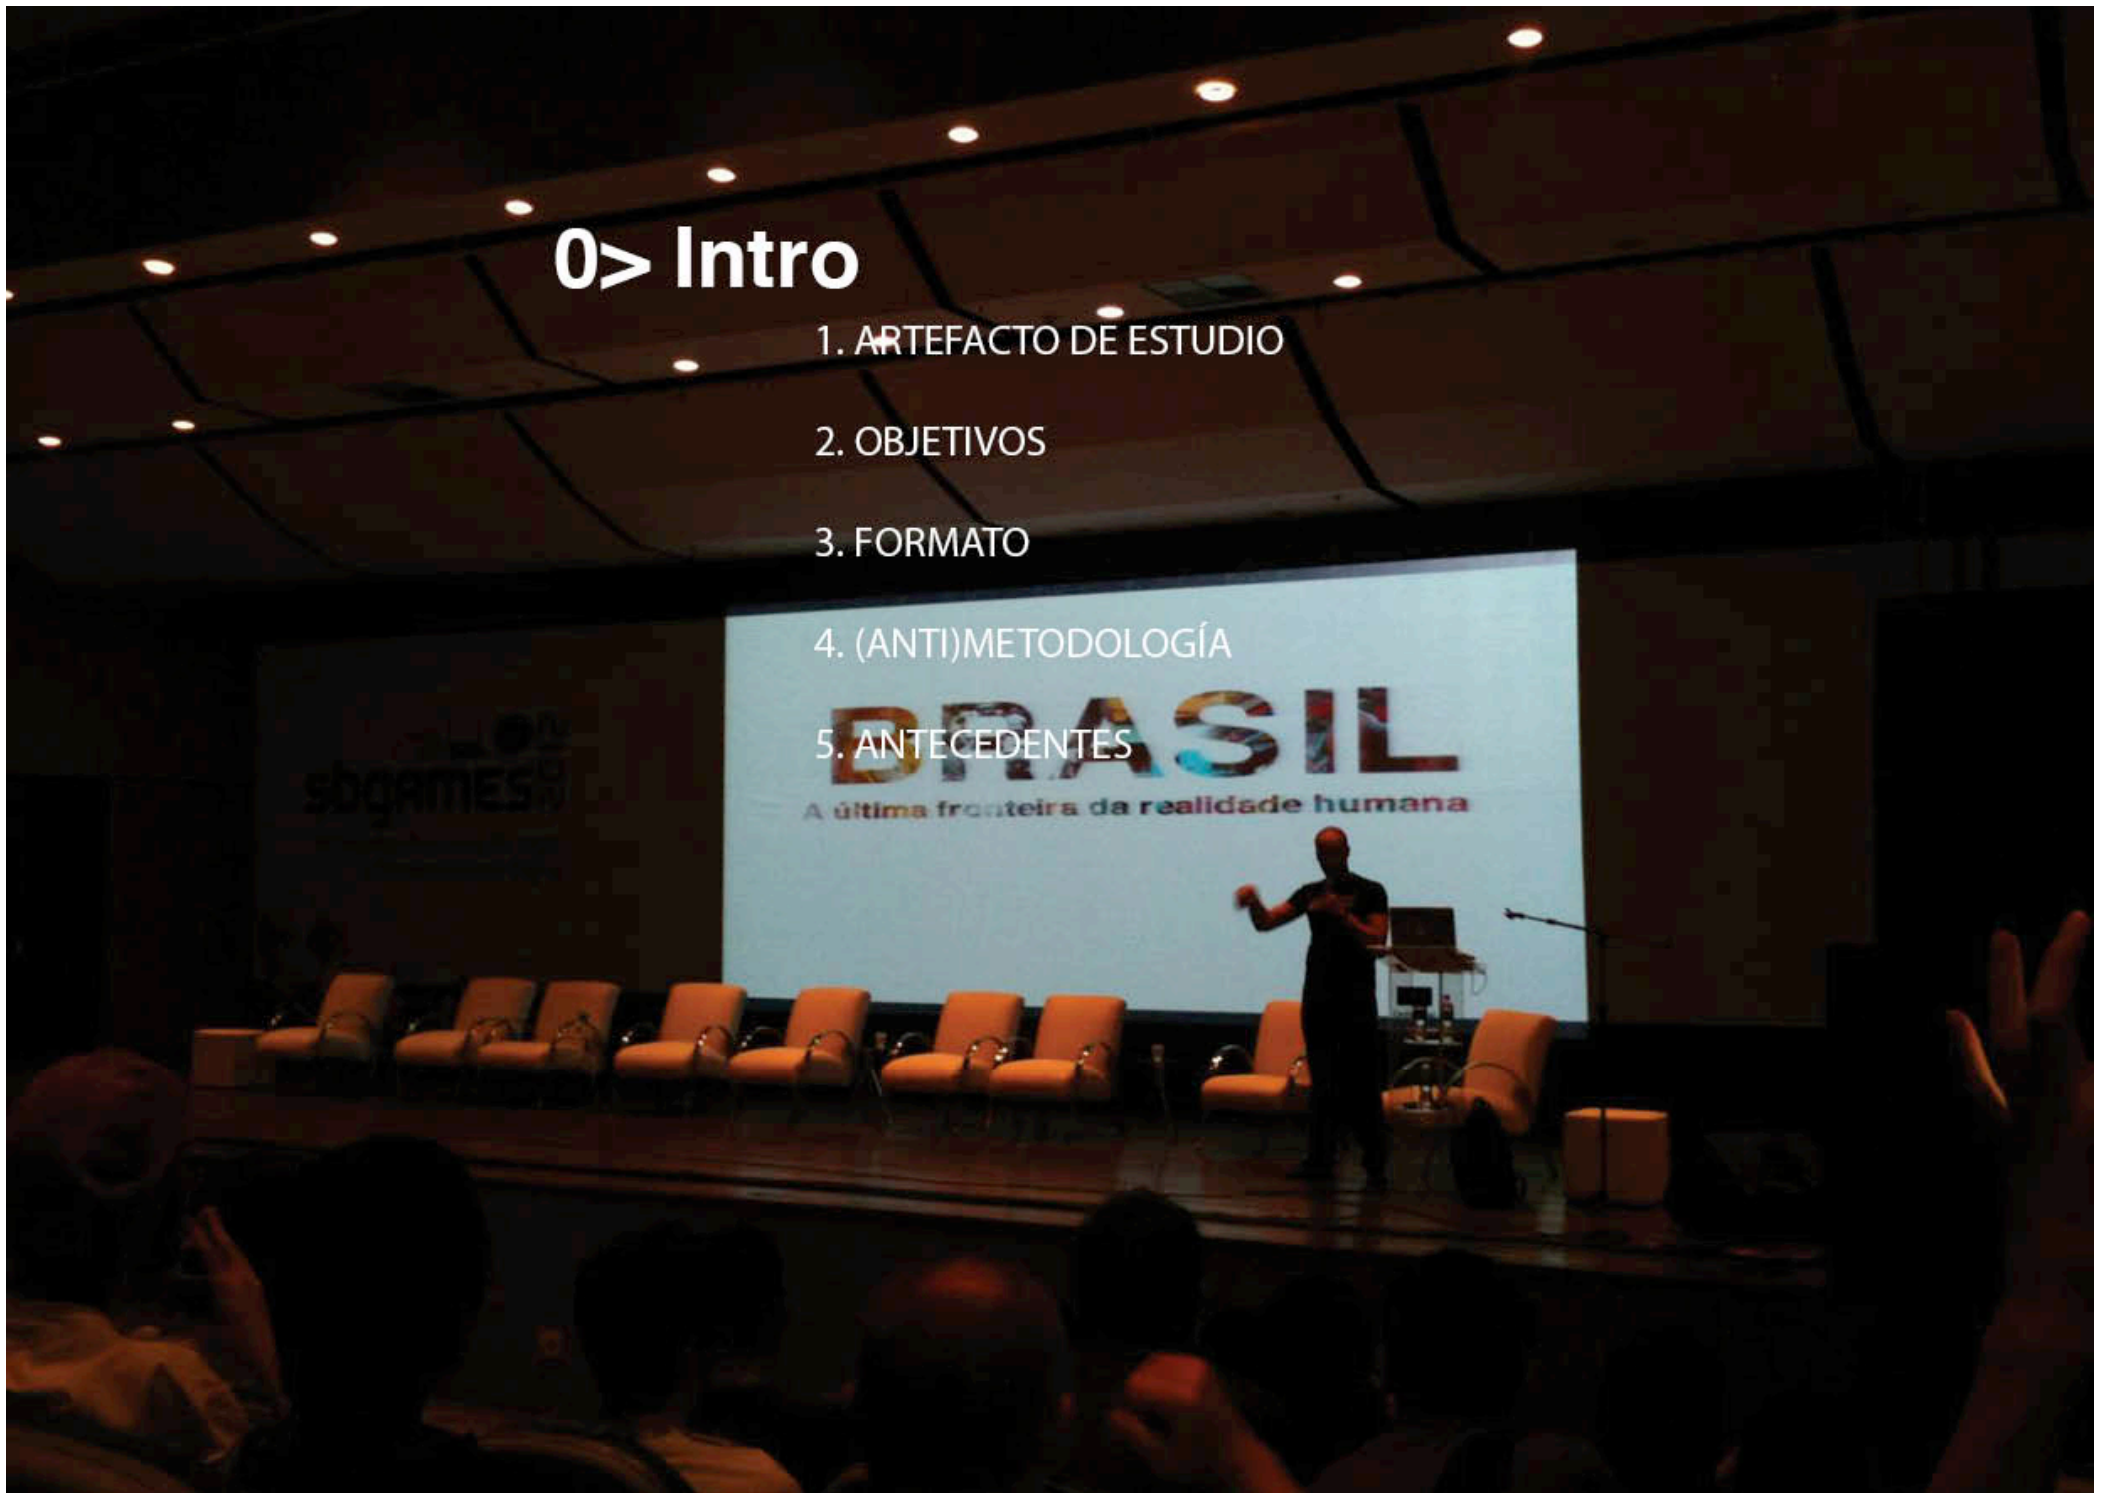 0> Intro
1. ARTEFACTO DE ESTUDIO
2. OBJETIVOS
3. FORMATO
4. (ANTI)METODOLOGÍA
BRASIL
5. ANTECEDENTES
A última fronteira da realidade humana
sbgames